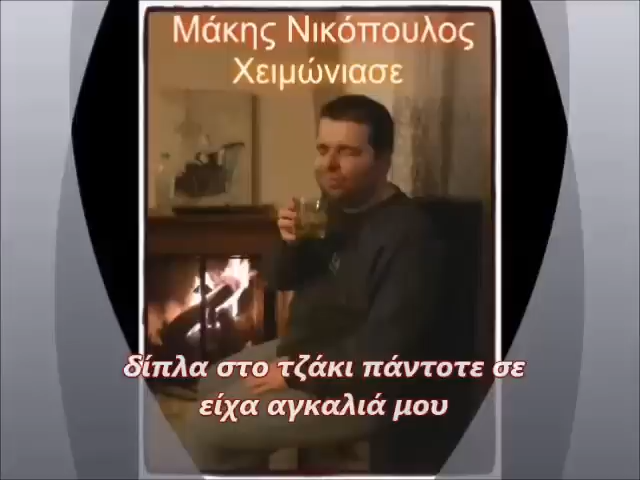 Μάκης Νικόπουλος
Χειμώνιασε
δίπλα στο τζάκι πάντοτε σε
είχα αγκαλιά μου